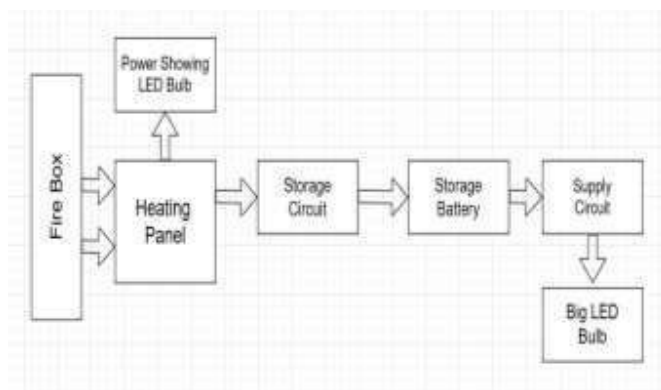 Power Showing
LED Bulb
Fire Box
Heating
Panel
Storage
Circuit
Storage
Battery
Supply
Circuit
Big LED
Bulb